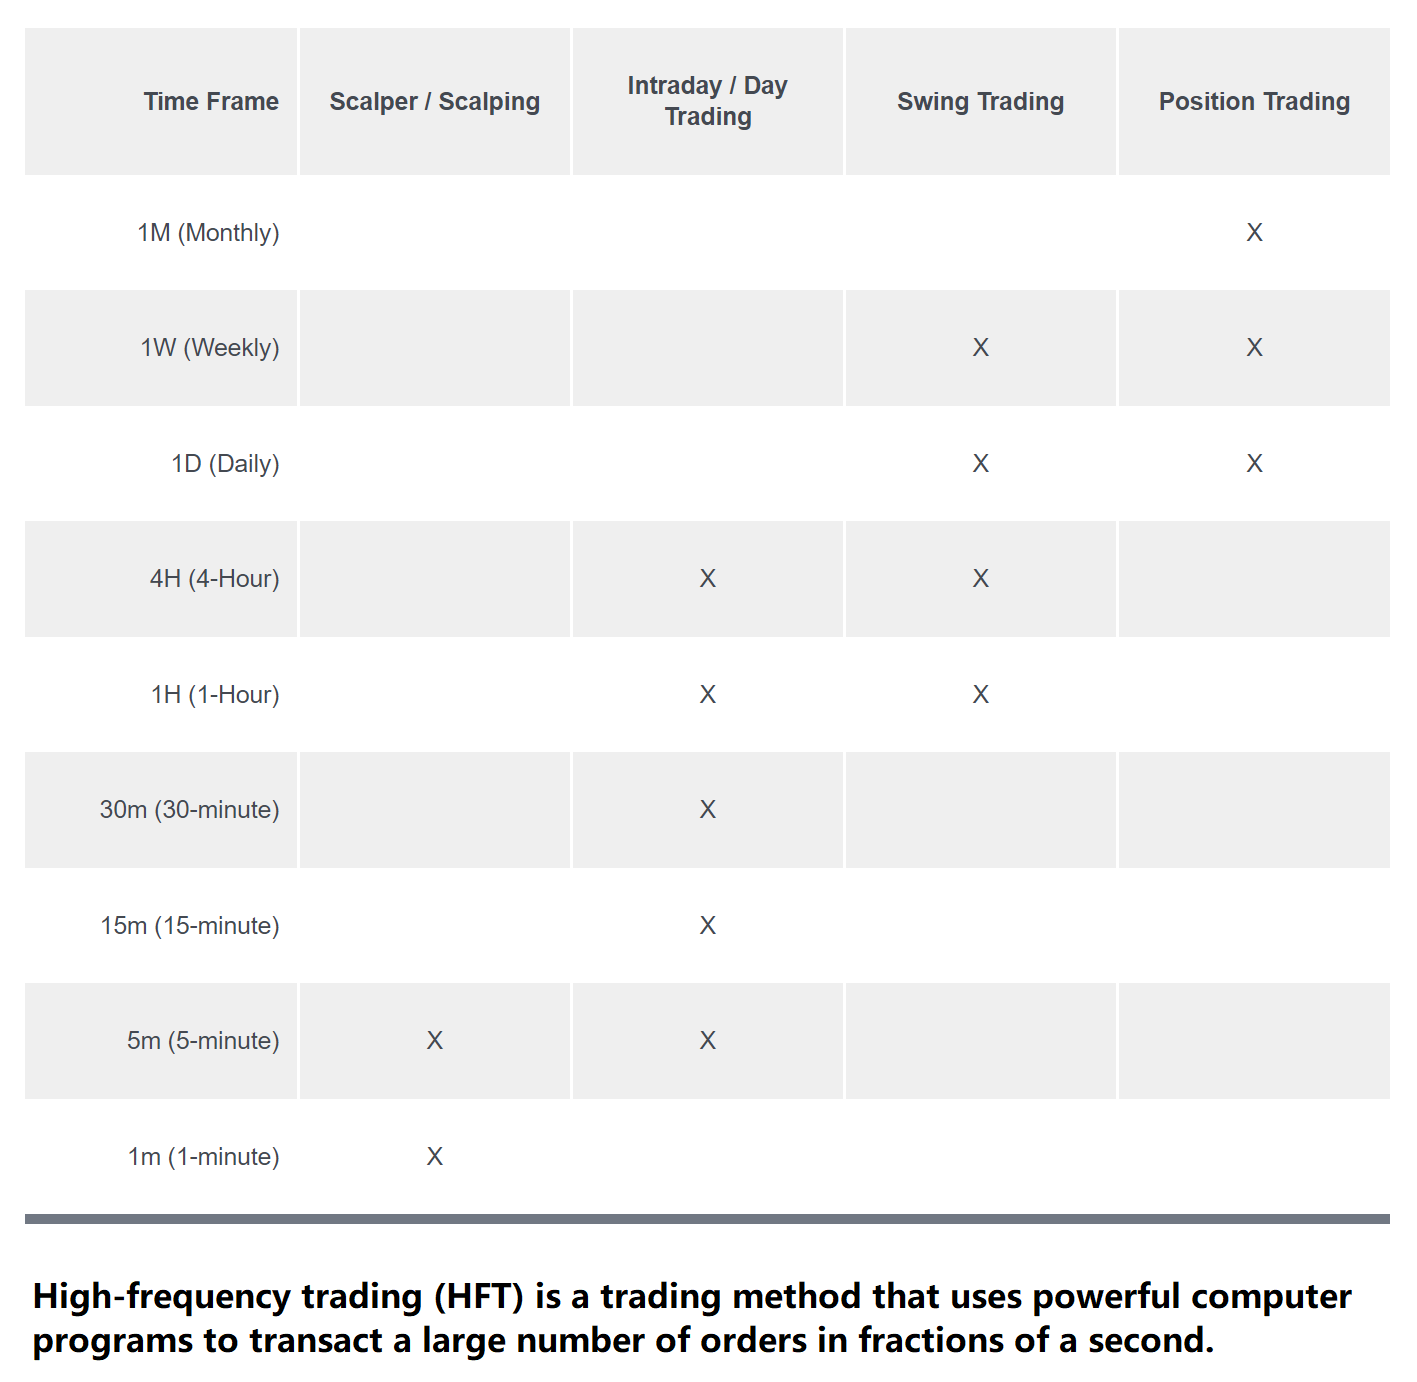 Time Frame Scalper / Scalping Intraday / Day Trading Swing Trading Position Trading
1M (Monthly) X
1W (Weekly) X X
1D (Daily) X X
4H (4-Hour) X X
1H (1-Hour) X X
30m (30-minute) X
15m (15-minute) X
5m (5-minute) X X
1m (1-minute) X
High-frequency trading (HFT) is a trading method that uses powerful computer
programs to transact a large number of orders in fractions of a second.